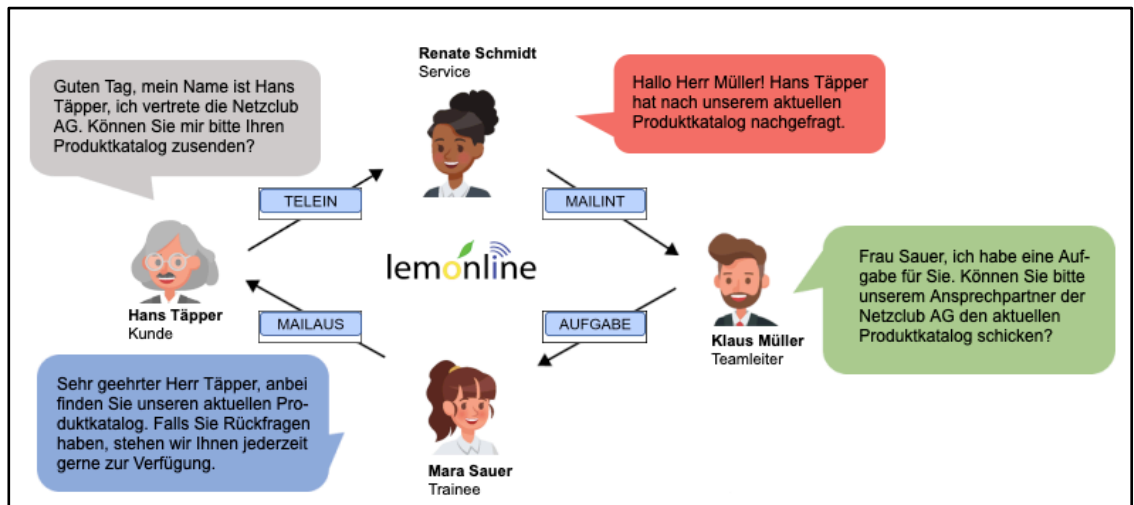 Renate Schmidt
Service
Guten Tag, mein Name ist Hans
Täpper, ich vertrete die Netzclub
AG. Können Sie mir bitte Ihren
Produktkatalog zusenden?
Hallo Herr Müller! Hans Täpper
hat nach unserem aktuellen
Produktkatalog nachgefragt.
TELEIN
MAILINT
lemonline
Frau Sauer, ich habe eine Auf-
gabe für Sie. Können Sie bitte
unserem Ansprechpartner der
Netzclub AG den aktuellen
Produktkatalog schicken?
Hans Täpper
Kunde
MAILAUS
AUFGABE
Klaus Müller
Teamleiter
Sehr geehrter Herr Täpper, anbei
finden Sie unseren aktuellen Pro-
duktkatalog. Falls Sie Rückfragen
haben, stehen wir Ihnen jederzeit
gerne zur Verfügung.
Mara Sauer
Trainee